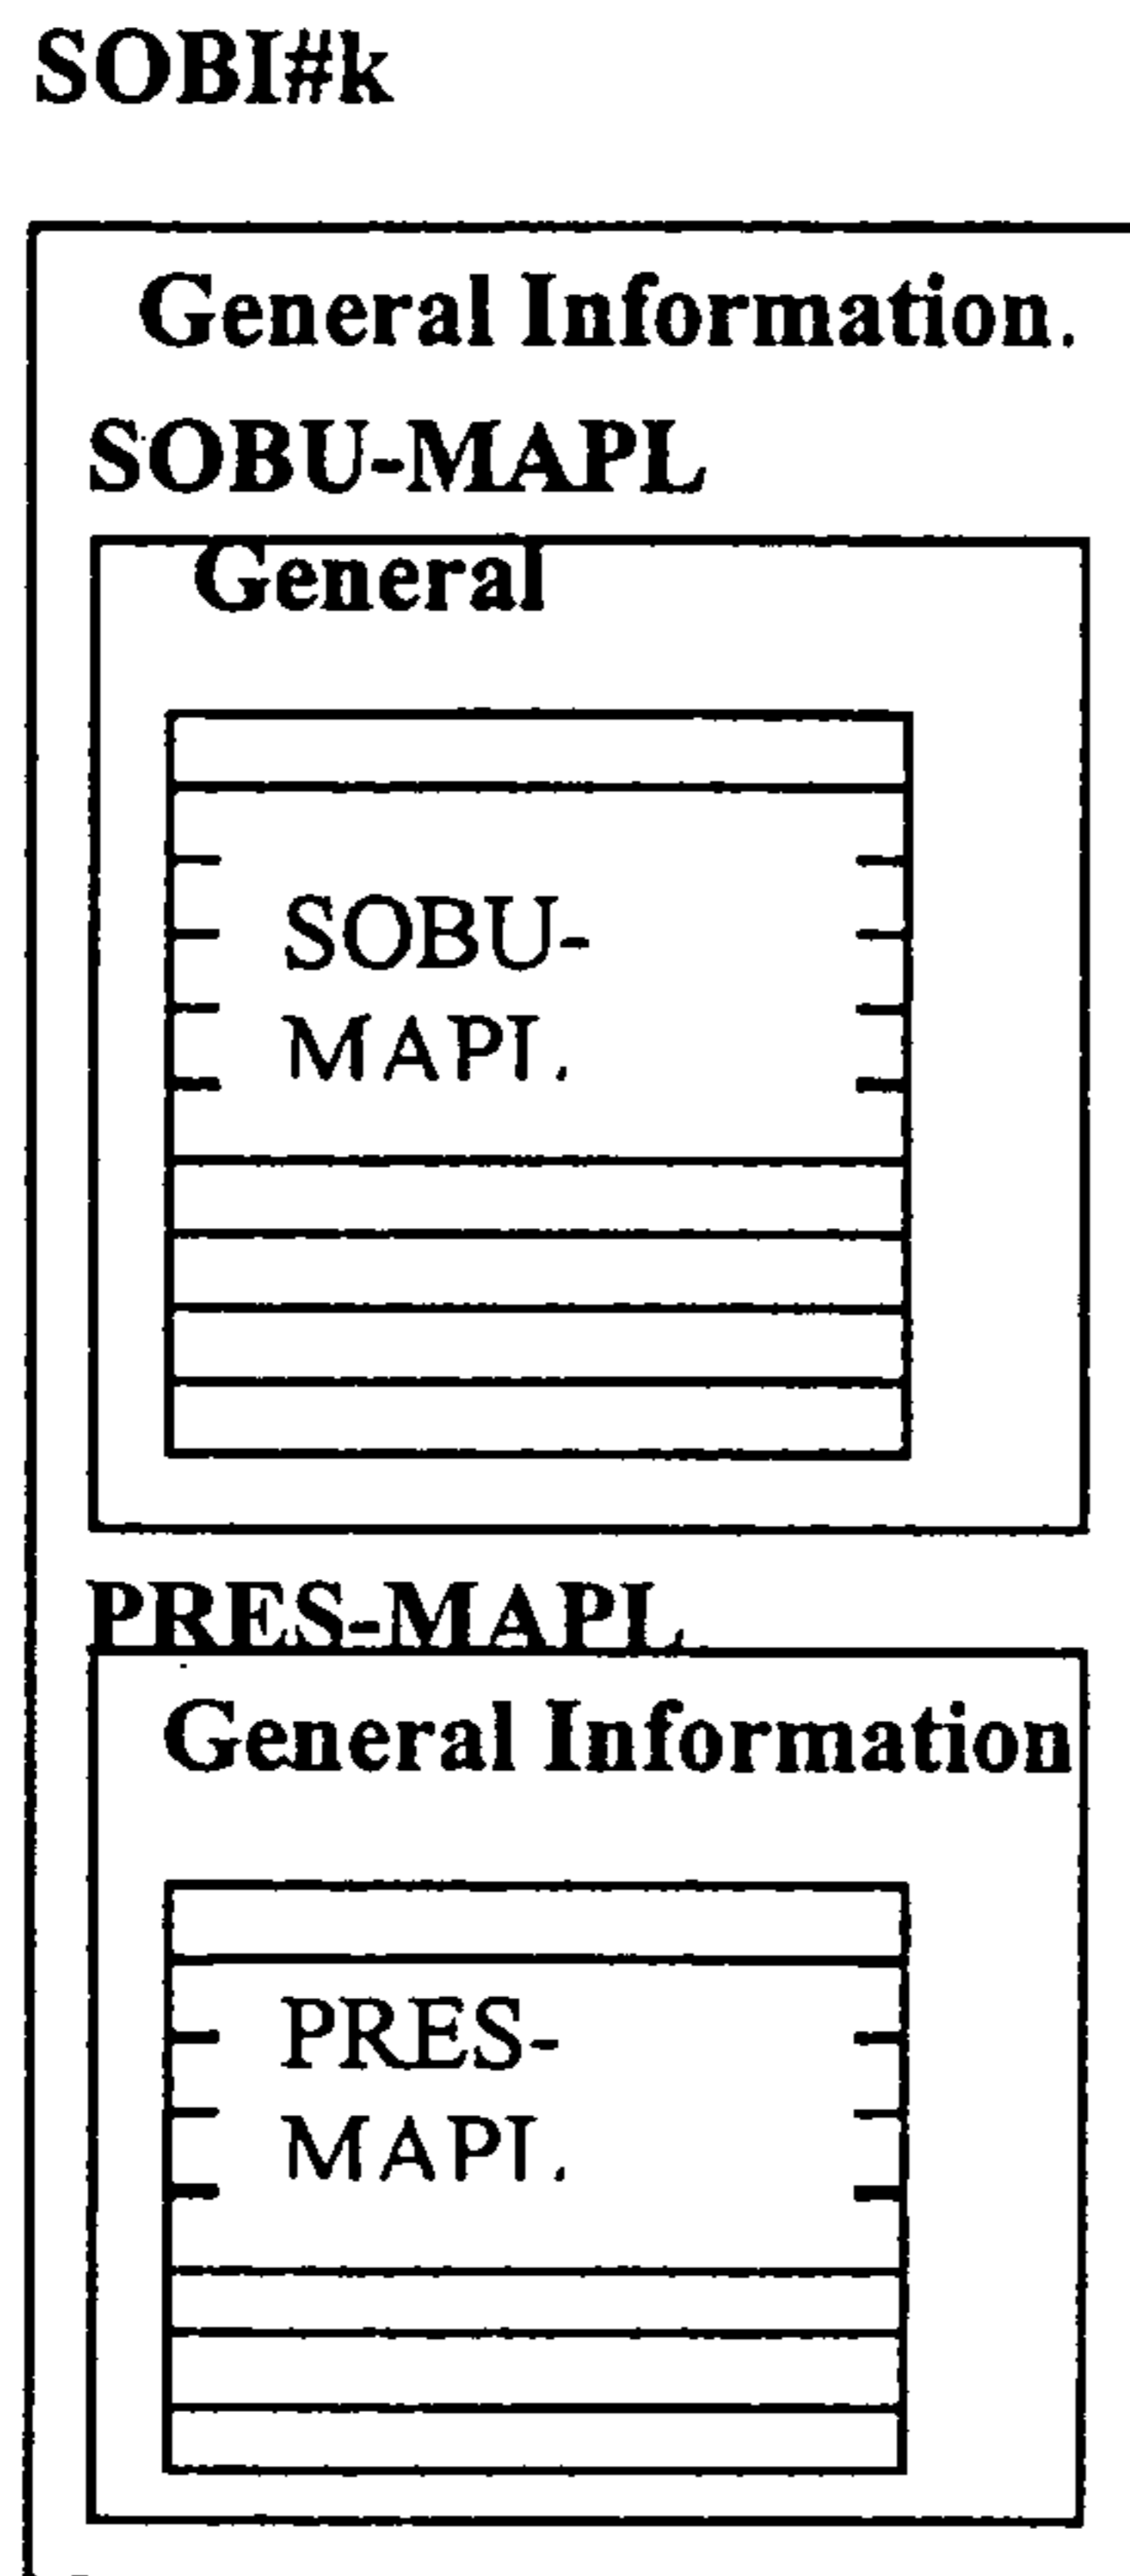 SOBI#k
General Information.
SOBU-MAPL
General
SOBU-
MAPL
PRES-MAPL
General Information
PRES-
MAPL